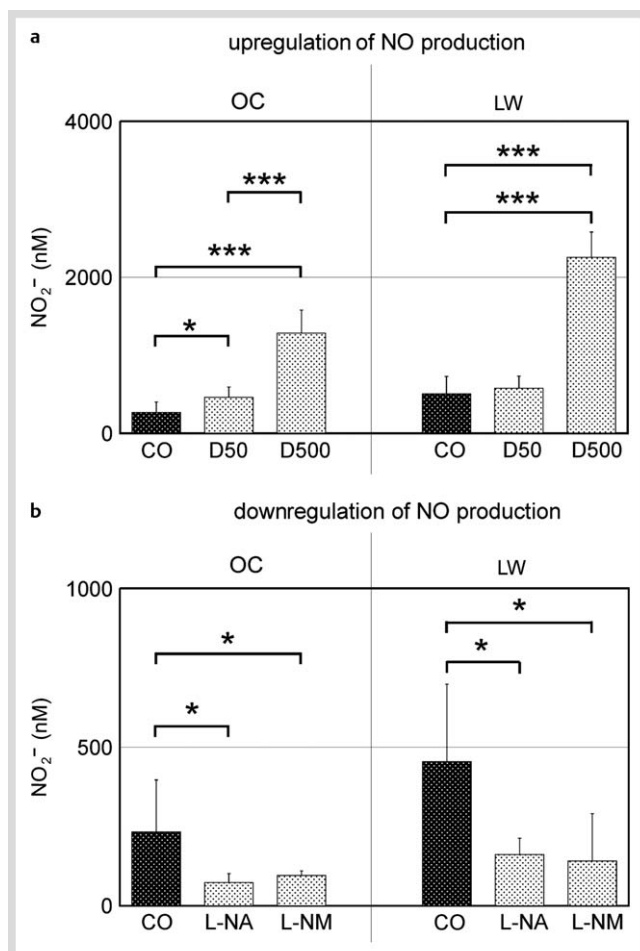 a
upregulation of NO production
OC LW
4000
2000
0
NO₂⁻ (nM)
***
***
*
***
***
CO D50 D500 CO D50 D500
b
downregulation of NO production
OC LW
1000
500
0
NO₂⁻ (nM)
*
*
*
*
CO L-NA L-NM CO L-NA L-NM